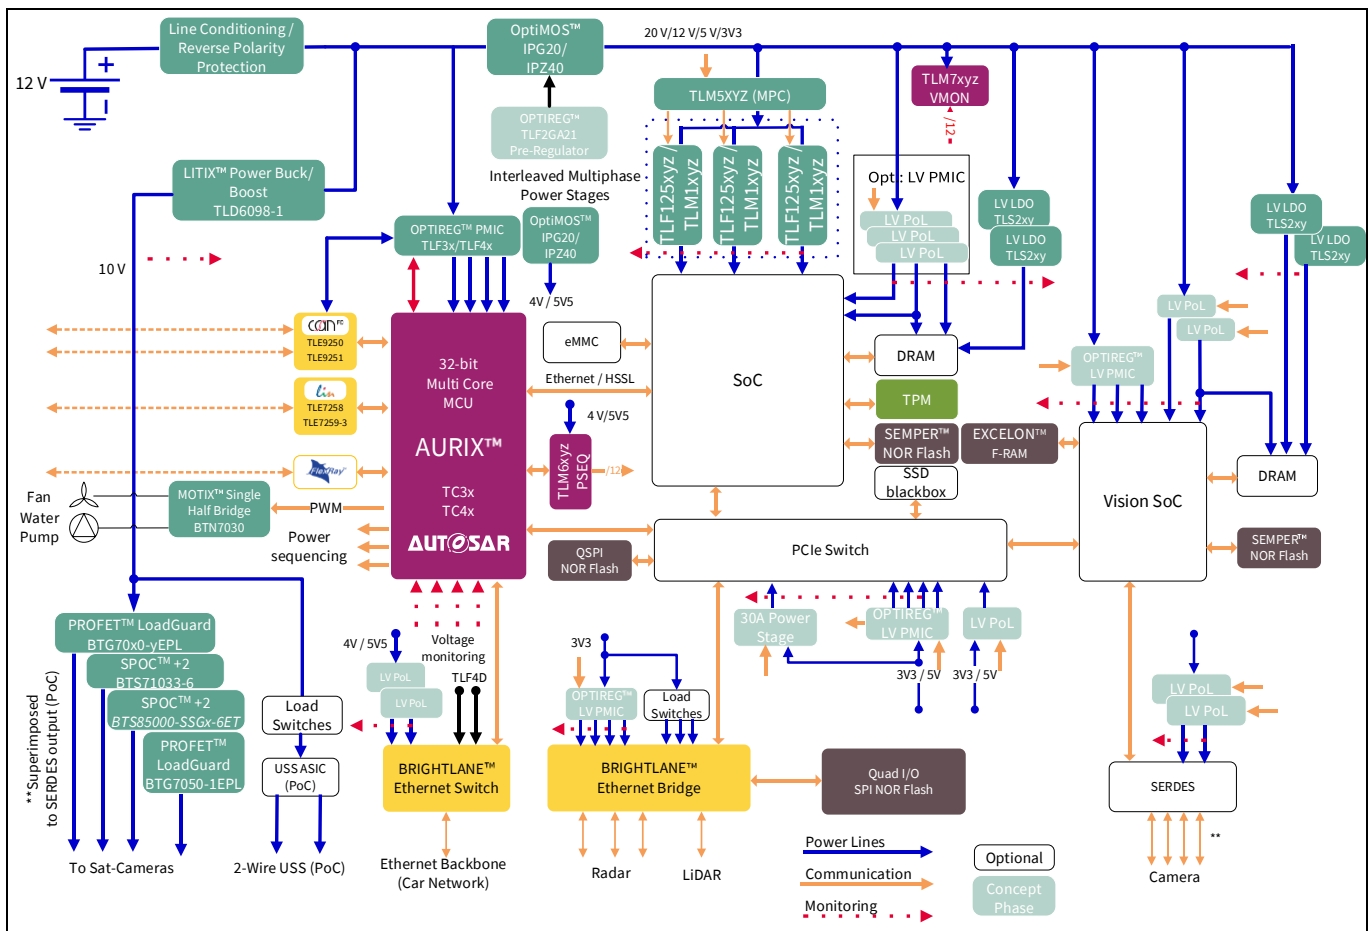 Line Conditioning /
Reverse Polarity
Protection
OptiMOS™
IPG20/
IPZ40
20 V/12 V/5 V/3V3
12 V
TLM5XYZ (MPC)
TLM7xyz
VMON
/12
OPTIREG™
TLF2GA21
Pre-Regulator
LITIX™ Power Buck/
Boost
TLD6098-1
Interleaved Multiphase
Power Stages
TLF125xyz /
TLM1xyz
TLF125xyz /
TLM1xyz
TLF125xyz /
TLM1xyz
Opt.: LV PMIC
LV PoL
LV PoL
LV PoL
LV LDO
TLS2xy
LV LDO
TLS2xy
LV LDO
TLS2xy
LV LDO
TLS2xy
OPTIREG™ PMIC
TLF3x/TLF4x
OptiMOS™
IPG20/
IPZ40
10 V
4V / 5V5
CAN FD
TLE9250
TLE9251
lin
TLE7258
TLE7259-3
FlexRay
32-bit
Multi Core
MCU
AURIX™
TC3x
TC4x
AUTOSAR
eMMC
Ethernet / HSSL
4 V/5V5
TLM6xyz
PSEQ
/12
SoC
DRAM
TPM
SEMPER™
NOR Flash
EXCELON™
F-RAM
SSD
blackbox
LV PoL
LV PoL
OPTIREG™
LV PMIC
Vision SoC
DRAM
SEMPER™
NOR Flash
Fan
Water
Pump
MOTIX™ Single
Half Bridge
BTN7030
PWM
Power
sequencing
QSPI
NOR Flash
PCIe Switch
30A Power
Stage
OPTIREG™
LV PMIC
LV PoL
3V3 / 5V
3V3 / 5V
PROFET™ LoadGuard
BTG70x0-yEPL
SPOC™ +2
BTS71033-6
SPOC™ +2
BTS85000-SSGx-6ET
PROFET™
LoadGuard
BTG7050-1EPL
**Superimposed
to SERDES output (PoC)
Load
Switches
USS ASIC
(PoC)
4V / 5V5
Voltage
monitoring
TLF4D
LV PoL
LV PoL
3V3
OPTIREG™
LV PMIC
Load
Switches
BRIGHTLANE™
Ethernet Switch
BRIGHTLANE™
Ethernet Bridge
Quad I/O
SPI NOR Flash
LV PoL
LV PoL
SERDES
**
To Sat-Cameras
2-Wire USS (PoC)
Ethernet Backbone
(Car Network)
Radar
LiDAR
Camera
Power Lines
Communication
Monitoring
Optional
Concept
Phase